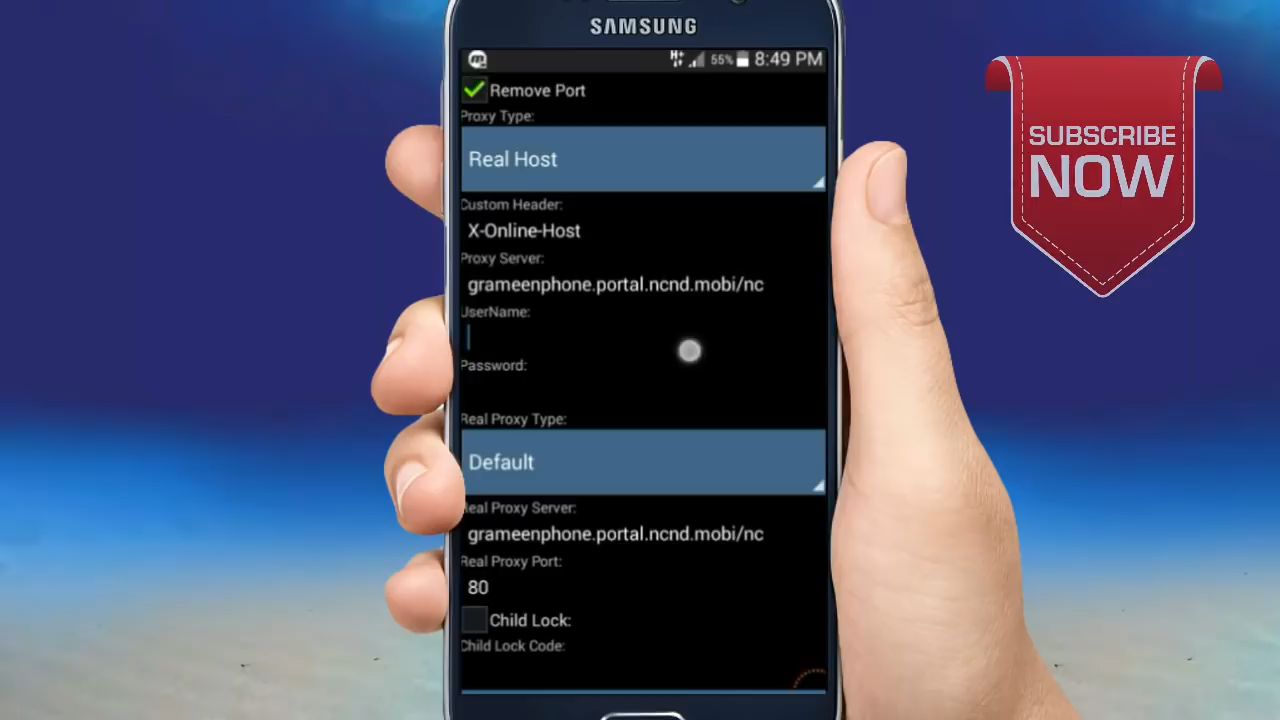 SAMSUNG
H+ 55% 8:49 PM
Remove Port
Proxy Type:
Real Host
Custom Header:
X-Online-Host
Proxy Server:
grameenphone.portal.ncnd.mobi/nc
UserName:
Password:
Real Proxy Type:
Default
Real Proxy Server:
grameenphone.portal.ncnd.mobi/nc
Real Proxy Port:
80
Child Lock:
Child Lock Code:
SUBSCRIBE
NOW